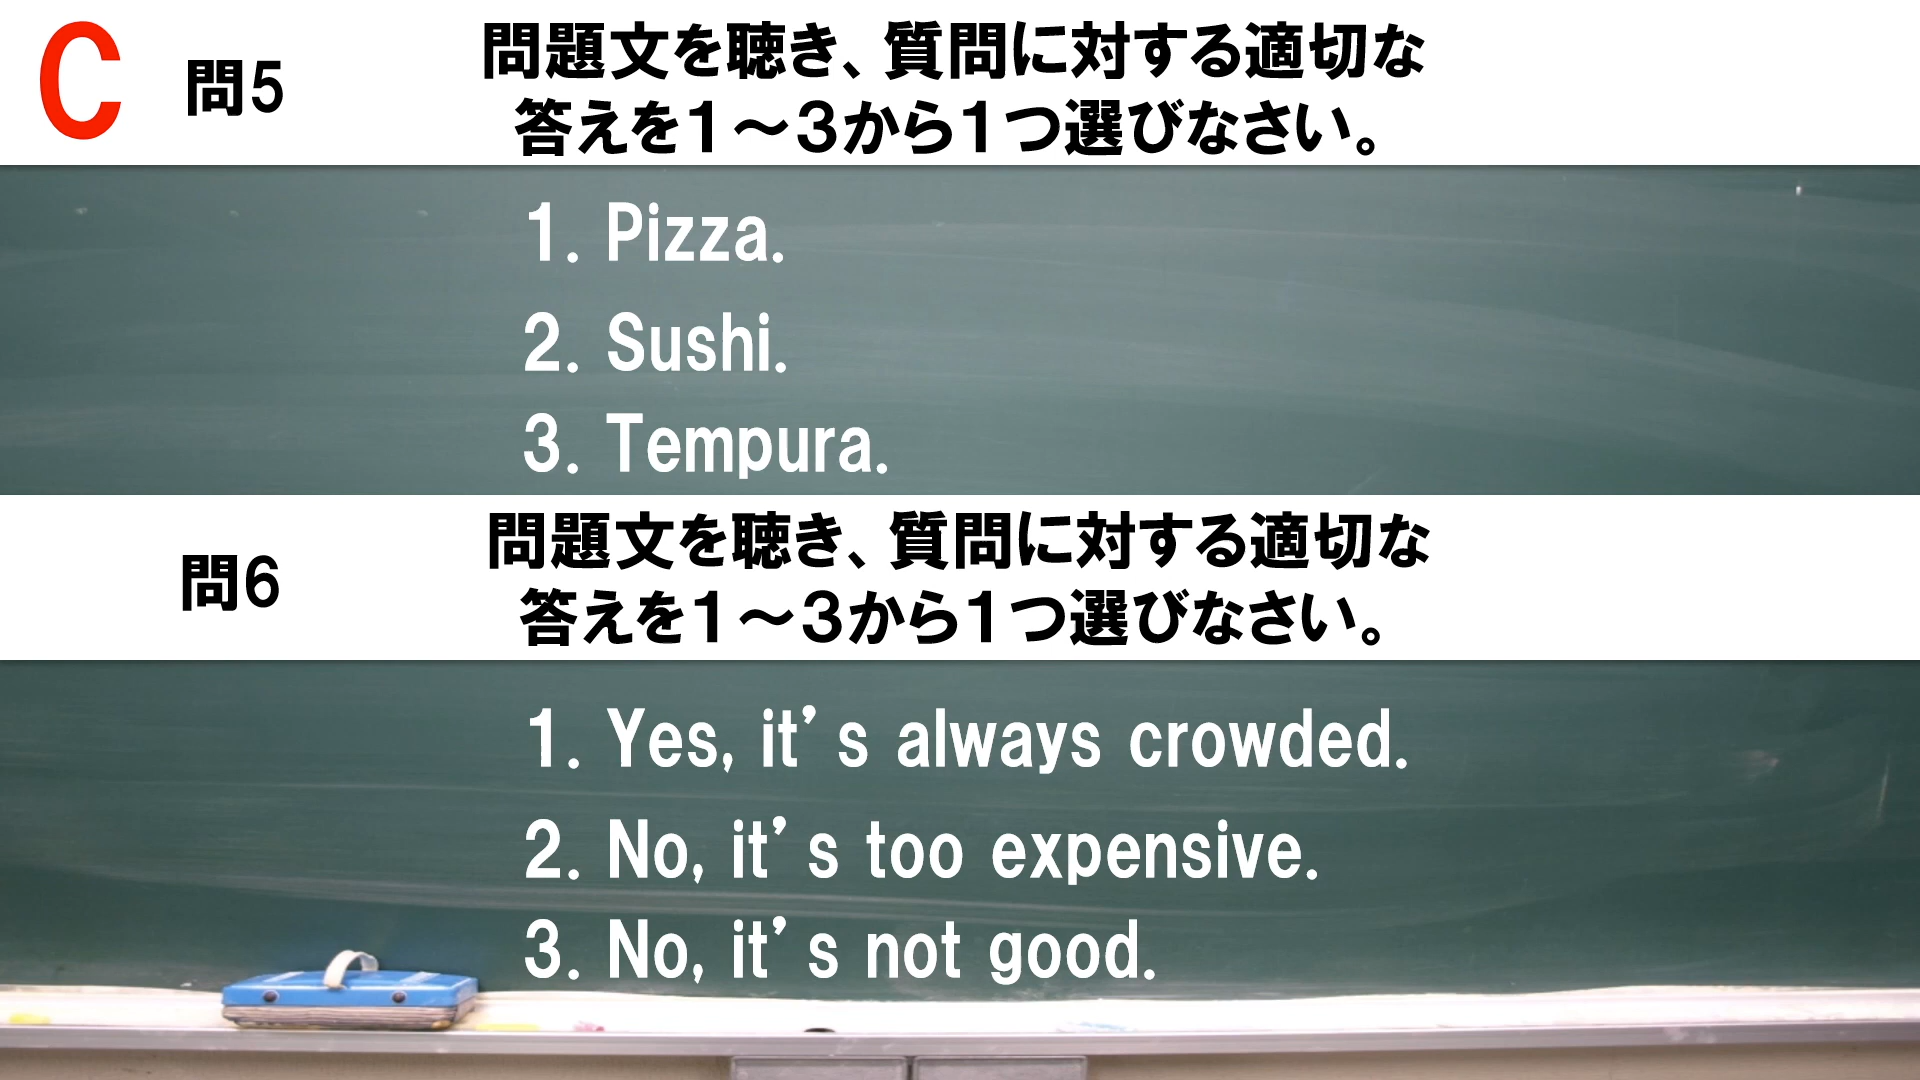 C 問5
問題文を聴き、質問に対する適切な
答えを1～3から1つ選びなさい。
1. Pizza.
2. Sushi.
3. Tempura.
問6
問題文を聴き、質問に対する適切な
答えを1～3から1つ選びなさい。
1. Yes, it's always crowded.
2. No, it's too expensive.
3. No, it's not good.